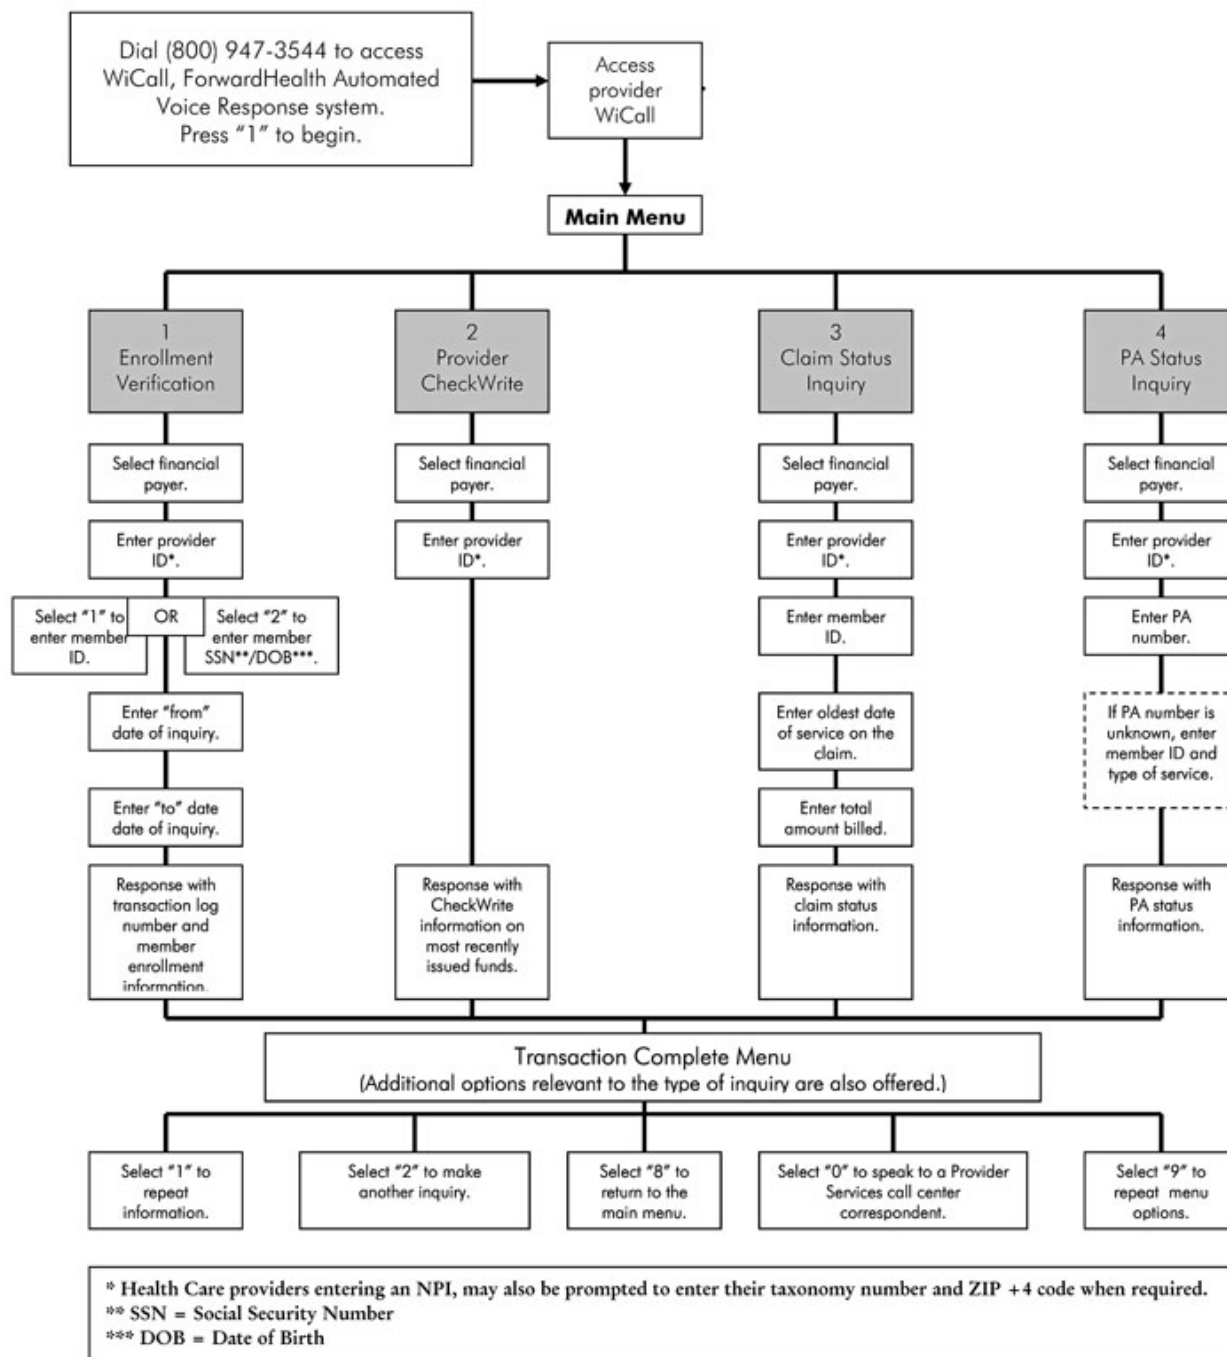 Dial (800) 947-3544 to access
WiCall, ForwardHealth Automated
Voice Response system.
Press “1” to begin.
Access
provider
WiCall
Main Menu
1
Enrollment
Verification
2
Provider
CheckWrite
3
Claim Status
Inquiry
4
PA Status
Inquiry
Select financial
payer.
Select financial
payer.
Select financial
payer.
Select financial
payer.
Enter provider
ID*.
Enter provider
ID*.
Enter provider
ID*.
Enter provider
ID*.
Select “1” to
enter member
ID.
OR
Select “2” to
enter member
SSN**/DOB***.
Enter member
ID.
Enter PA
number.
Enter “from”
date of inquiry.
Enter oldest date
of service on the
claim.
If PA number is
unknown, enter
member ID and
type of service.
Enter “to” date
date of inquiry.
Enter total
amount billed.
Response with
transaction log
number and
member
enrollment
information.
Response with
CheckWrite
information on
most recently
issued funds.
Response with
claim status
information.
Response with
PA status
information.
Transaction Complete Menu
(Additional options relevant to the type of inquiry are also offered.)
Select “1” to
repeat
information.
Select “2” to make
another inquiry.
Select “8” to
return to the
main menu.
Select “0” to speak to a Provider
Services call center
correspondent.
Select “9” to
repeat menu
options.
* Health Care providers entering an NPI, may also be prompted to enter their taxonomy number and ZIP +4 code when required.
** SSN = Social Security Number
*** DOB = Date of Birth